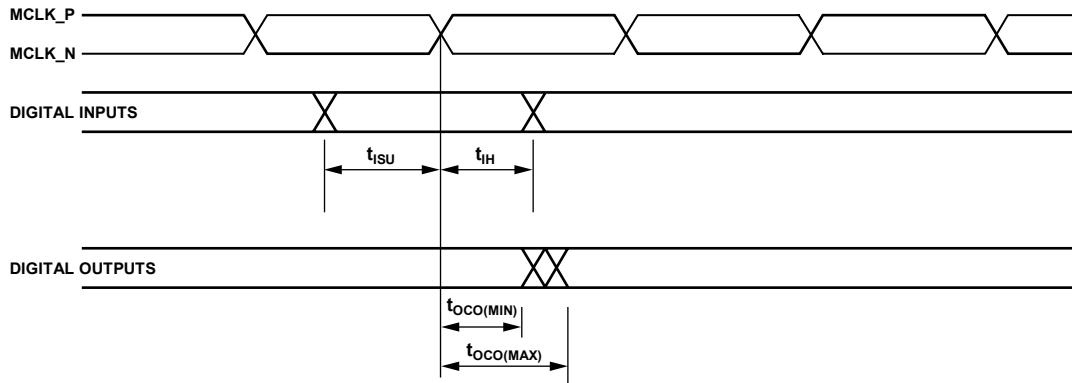 MCLK_P
MCLK_N
DIGITAL INPUTS
tISU
tIH
DIGITAL OUTPUTS
tOCO(MIN)
tOCO(MAX)